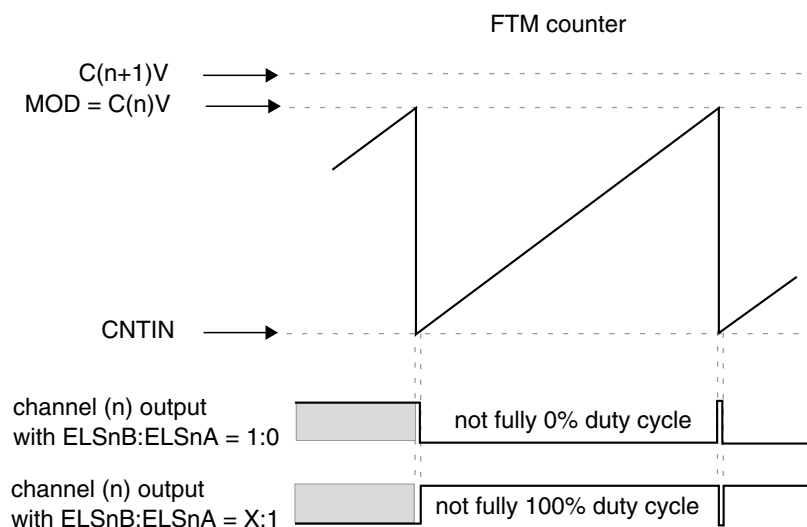 FTM counter
C(n+1)V
MOD = C(n)V
CNTIN
channel (n) output
with ELSnB:ELSnA = 1:0
not fully 0% duty cycle
channel (n) output
with ELSnB:ELSnA = X:1
not fully 100% duty cycle